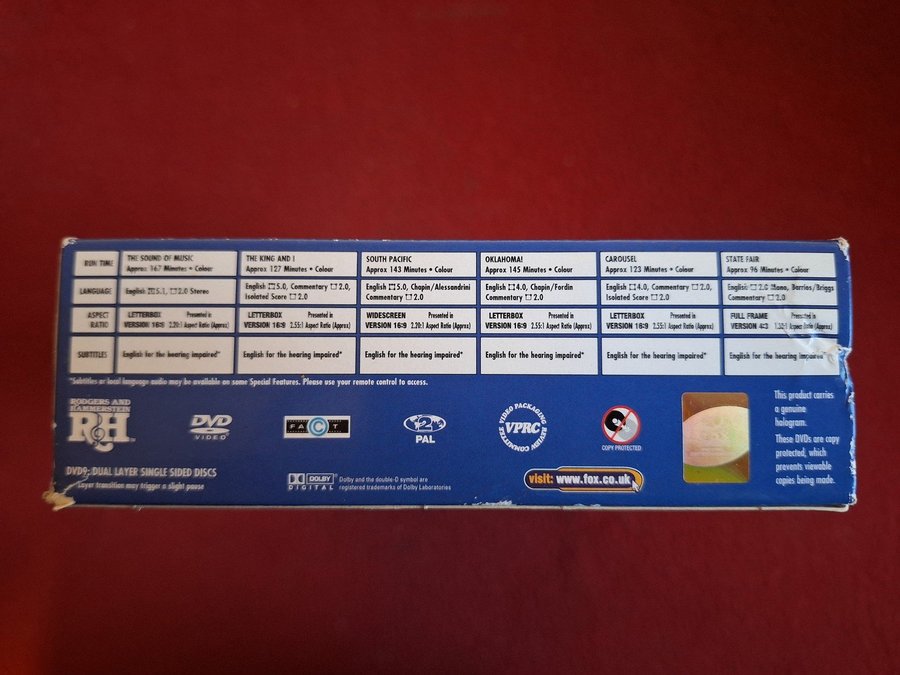 RUN TIME
THE SOUND OF MUSIC
Approx 167 Minutes • Colour
THE KING AND I
Approx 127 Minutes • Colour
SOUTH PACIFIC
Approx 143 Minutes • Colour
OKLAHOMA!
Approx 145 Minutes • Colour
CAROUSEL
Approx 123 Minutes • Colour
STATE FAIR
Approx 96 Minutes • Colour
LANGUAGE
English 5.1, 2.0 Stereo
English 5.0, Commentary 2.0,
Isolated Score 2.0
English 5.0, Chapin/Alessandrini
Commentary 2.0
English 4.0, Chapin/Fordin
Commentary 2.0
English 4.0, Commentary 2.0,
Isolated Score 2.0
English 2.0 Mono, Barrios/Briggs
Commentary 2.0
ASPECT
RATIO
LETTERBOX Presented in
VERSION 16:9 2.20:1 Aspect Ratio (Approx)
LETTERBOX Presented in
VERSION 16:9 2.55:1 Aspect Ratio (Approx)
WIDESCREEN Presented in
VERSION 16:9 2.21:1 Aspect Ratio (Approx)
LETTERBOX Presented in
VERSION 16:9 2.55:1 Aspect Ratio (Approx)
LETTERBOX Presented in
VERSION 16:9 2.55:1 Aspect Ratio (Approx)
FULL FRAME Presented in
VERSION 4:3 Aspect Ratio (Approx)
SUBTITLES
English for the hearing impaired*
English for the hearing impaired*
English for the hearing impaired*
English for the hearing impaired*
English for the hearing impaired*
English for the hearing impaired*
*Subtitles or local language audio may be available on some Special Features. Please use your remote control to access.
RODGERS AND
HAMMERSTEIN
R&H
TM
DVD
VIDEO
FACT
2
PAL
VIDEO PACKAGING REVIEW COMMITTEE
VPRC
COPY PROTECTED
This product carries
a genuine
hologram.
These DVDs are copy
protected, which
prevents viewable
copies being made.
DVD9: DUAL LAYER SINGLE SIDED DISCS
Layer transition may trigger a slight pause
DOLBY
DIGITAL
Dolby and the double-D symbol are
registered trademarks of Dolby Laboratories
visit: www.fox.co.uk